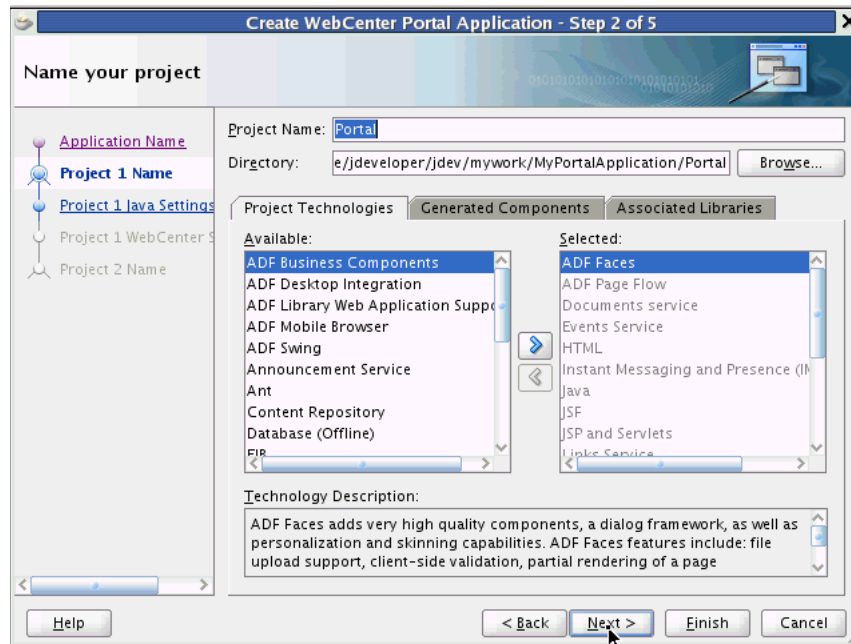 Create WebCenter Portal Application - Step 2 of 5
Name your project
Application Name
Project 1 Name
Project 1 Java Settings
Project 1 WebCenter S
Project 2 Name
Project Name: Portal
Directory: e/jdeveloper/jdev/mywork/MyPortalApplication/Portal Browse...
Project Technologies Generated Components Associated Libraries
Available:
ADF Business Components
ADF Desktop Integration
ADF Library Web Application Suppo
ADF Mobile Browser
ADF Swing
Announcement Service
Ant
Content Repository
Database (Offline)
EJB
Selected:
ADF Faces
ADF Page Flow
Documents service
Events Service
HTML
Instant Messaging and Presence (IM
Java
JSF
JSP and Servlets
Links Service
Technology Description:
ADF Faces adds very high quality components, a dialog framework, as well as
personalization and skinning capabilities. ADF Faces features include: file
upload support, client-side validation, partial rendering of a page
Help < Back Next > Finish Cancel